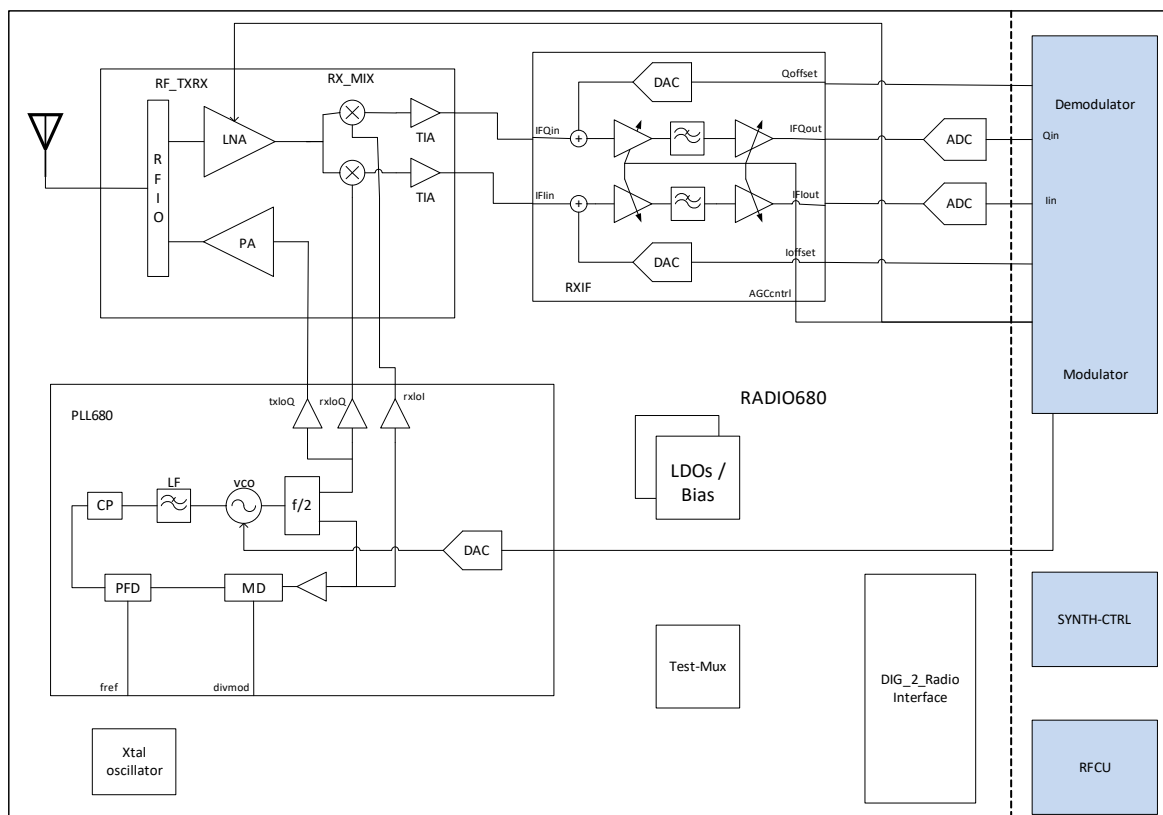 RF_TXRX
RX_MIX
DAC
Qoffset
Demodulator
LNA
TIA
IFQin
+
IFQout
ADC
Qin
R
F
I
O
TIA
IFIin
+
IFIout
ADC
Iin
PA
DAC
Ioffset
RXIF
AGCcntrl
Modulator
txloQ
rxloQ
rxloI
PLL680
RADIO680
LDOs /
Bias
LF
vco
CP
f/2
DAC
PFD
MD
SYNTH-CTRL
Test-Mux
DIG_2_Radio
Interface
fref
divmod
Xtal
oscillator
RFCU